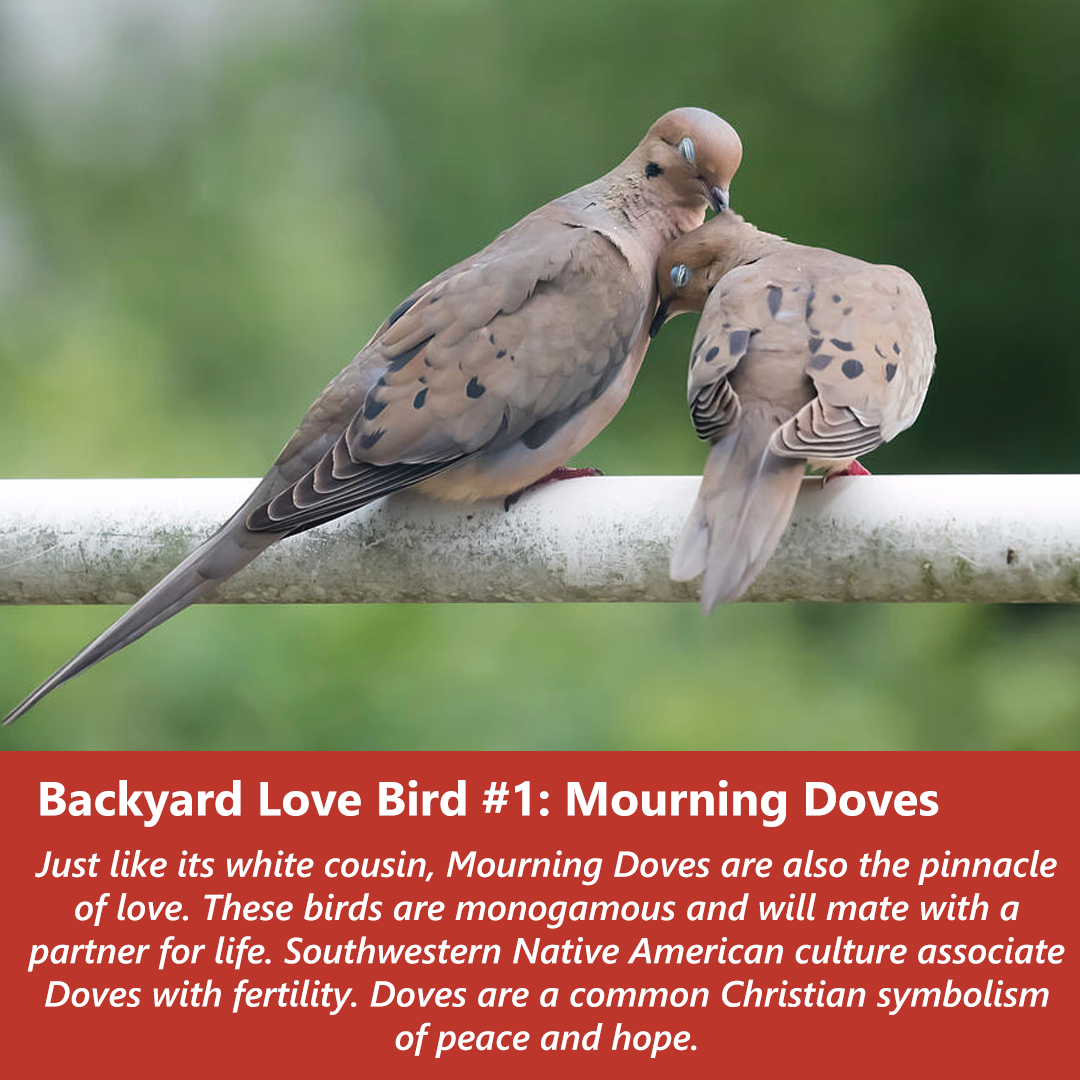 Backyard Love Bird #1: Mourning Doves
Just like its white cousin, Mourning Doves are also the pinnacle
of love. These birds are monogamous and will mate with a
partner for life. Southwestern Native American culture associate
Doves with fertility. Doves are a common Christian symbolism
of peace and hope.